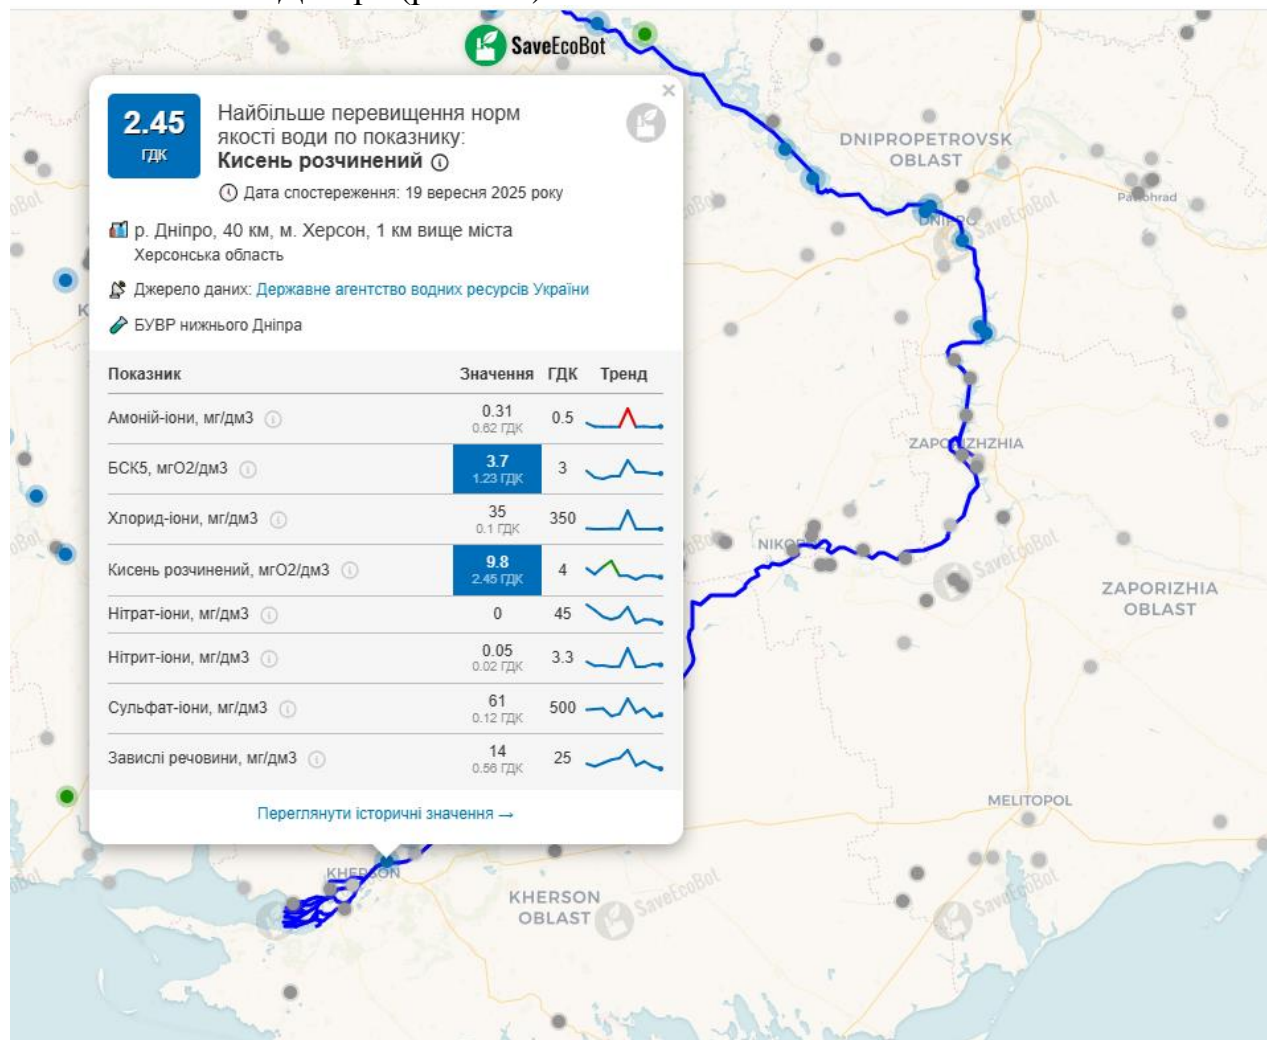 SaveEcoBot
2.45
ГДК
Найбільше перевищення норм
якості води по показнику:
Кисень розчинений
Дата спостереження: 19 вересня 2025 року
р. Дніпро, 40 км, м. Херсон, 1 км вище міста
Херсонська область
Джерело даних: Державне агентство водних ресурсів України
БУВР нижнього Дніпра
Показник Значення ГДК Тренд
Амоній-іони, мг/дм3 0.31 0.5
0.62 ГДК
БСК5, мгО2/дм3 3.7 3
1.23 ГДК
Хлорид-іони, мг/дм3 35 350
0.1 ГДК
Кисень розчинений, мгО2/дм3 9.8 4
2.45 ГДК
Нітрат-іони, мг/дм3 0 45
Нітрит-іони, мг/дм3 0.05 3.3
0.02 ГДК
Сульфат-іони, мг/дм3 61 500
0.12 ГДК
Завислі речовини, мг/дм3 14 25
0.56 ГДК
Переглянути історичні значення →
DNIPROPETROVSK
OBLAST
DNIPRO
SaveEcoBot
ZAPORIZHZHIA
SaveEcoBot
ZAPORIZHIA
OBLAST
MELITOPOL
KHERSON
KHERSON
OBLAST
SaveEcoBot
SaveEcoBot